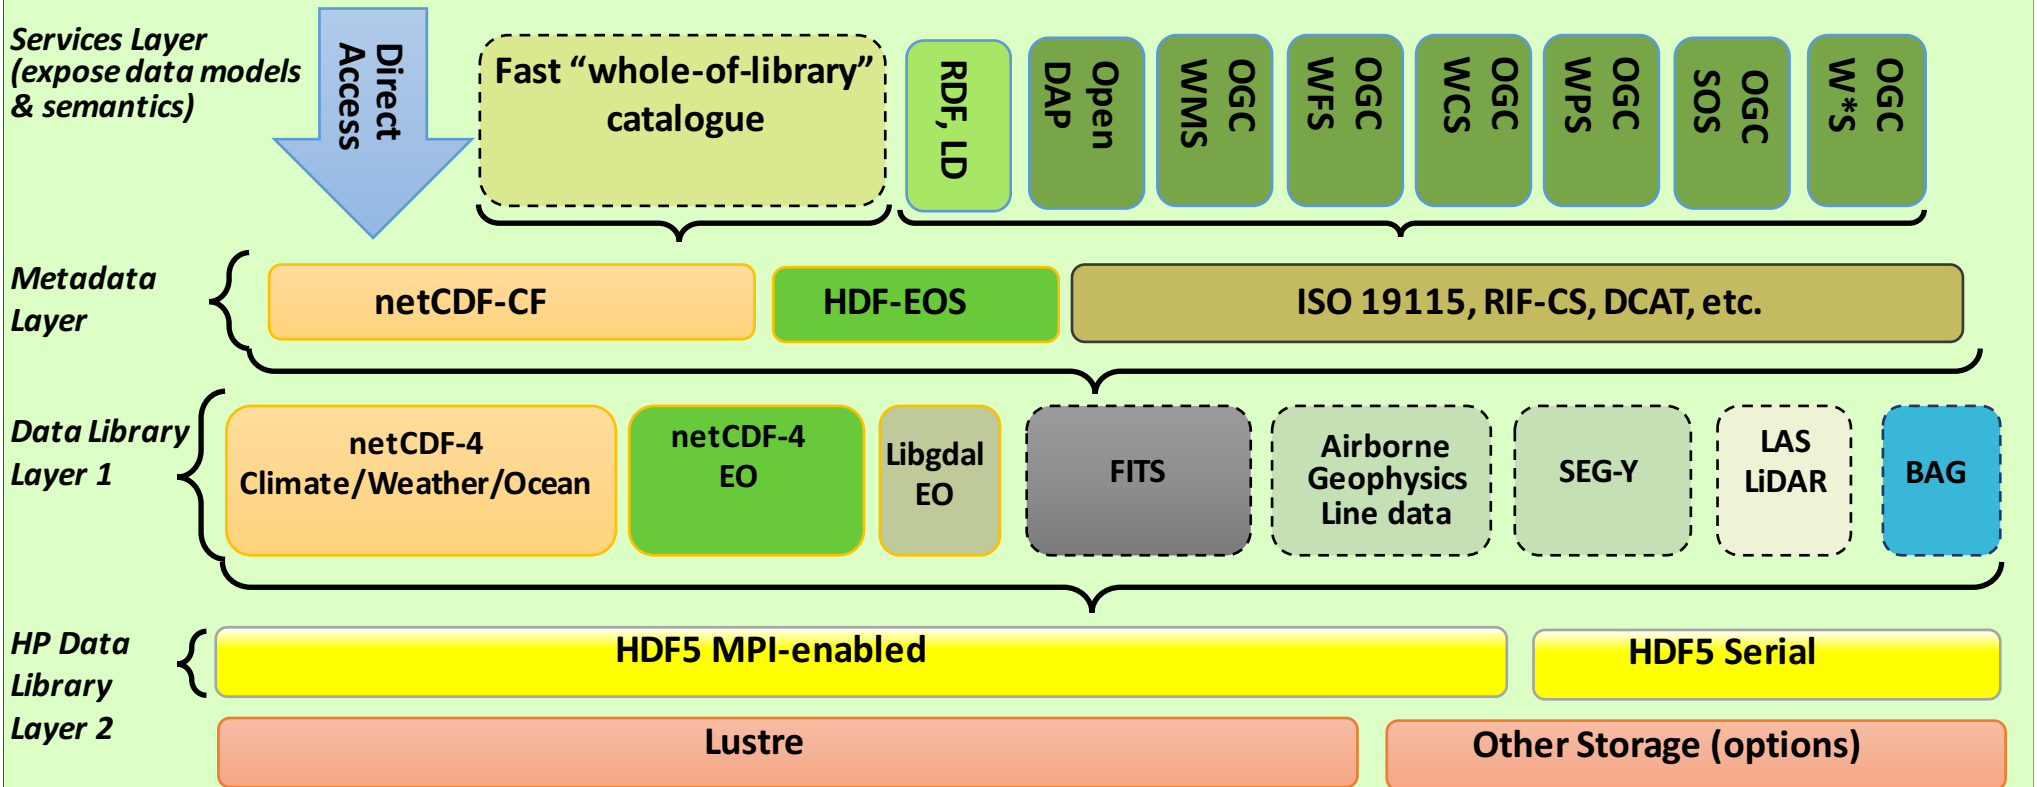 Services Layer
(expose data models
& semantics)
Direct
Access
Fast “whole-of-library”
catalogue
RDF, LD
Open
DAP
OGC
WMS
OGC
WFS
OGC
WCS
OGC
WPS
OGC
SOS
OGC
W*S
Metadata
Layer
netCDF-CF
HDF-EOS
ISO 19115, RIF-CS, DCAT, etc.
Data Library
Layer 1
netCDF-4
Climate/Weather/Ocean
netCDF-4
EO
Libgdal
EO
FITS
Airborne
Geophysics
Line data
SEG-Y
LAS
LiDAR
BAG
HP Data
Library
Layer 2
HDF5 MPI-enabled
HDF5 Serial
Lustre
Other Storage (options)